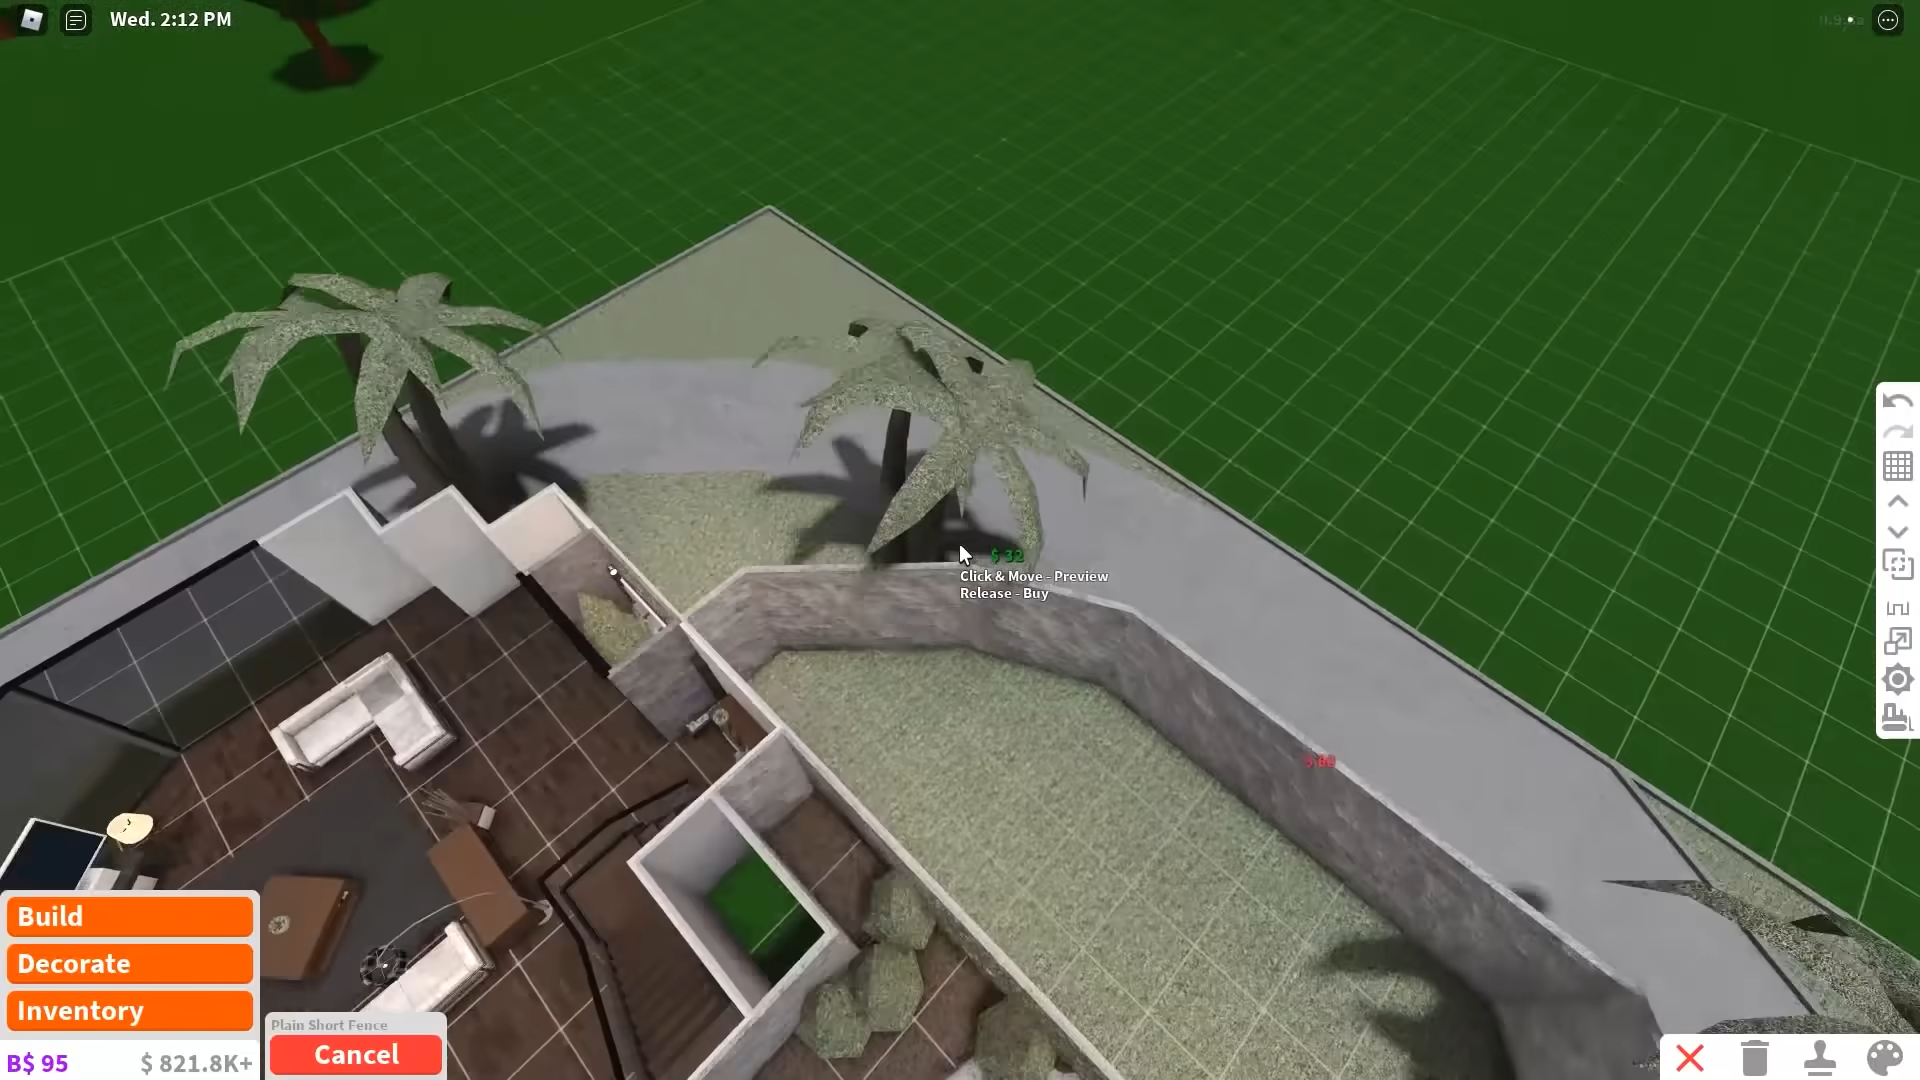 Wed. 2:12 PM
$ 32
Click & Move - Preview
Release - Buy
Build
Decorate
Inventory
B$ 95
$ 821.8K+
Plain Short Fence
Cancel